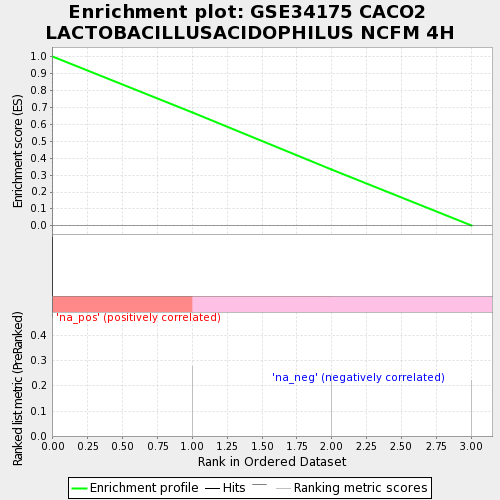 Enrichment plot: GSE34175 CACO2
LACTOBACILLUSACIDOPHILUS NCFM 4H
Enrichment score (ES)
1.0
0.9
0.8
0.7
0.6
0.5
0.4
0.3
0.2
0.1
0.0
'na_pos' (positively correlated)
Ranked list metric (PreRanked)
0.4
0.3
0.2
0.1
0.0
'na_neg' (negatively correlated)
0.00 0.25 0.50 0.75 1.00 1.25 1.50 1.75 2.00 2.25 2.50 2.75 3.00
Rank in Ordered Dataset
Enrichment profile Hits Ranking metric scores